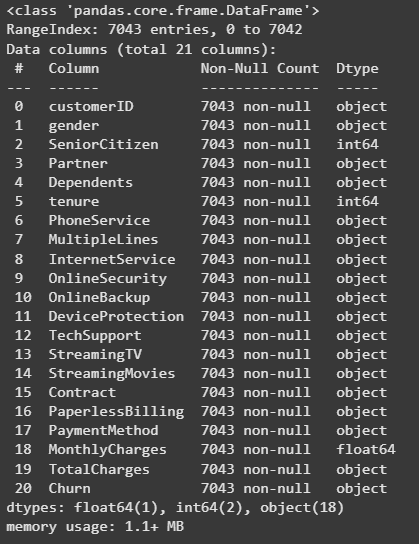 <class 'pandas.core.frame.DataFrame'>
RangeIndex: 7043 entries, 0 to 7042
Data columns (total 21 columns):
 #   Column            Non-Null Count  Dtype
---  ------            --------------  -----
 0   customerID        7043 non-null   object
 1   gender            7043 non-null   object
 2   SeniorCitizen     7043 non-null   int64
 3   Partner           7043 non-null   object
 4   Dependents        7043 non-null   object
 5   tenure            7043 non-null   int64
 6   PhoneService      7043 non-null   object
 7   MultipleLines     7043 non-null   object
 8   InternetService   7043 non-null   object
 9   OnlineSecurity    7043 non-null   object
 10  OnlineBackup      7043 non-null   object
 11  DeviceProtection  7043 non-null   object
 12  TechSupport       7043 non-null   object
 13  StreamingTV       7043 non-null   object
 14  StreamingMovies   7043 non-null   object
 15  Contract          7043 non-null   object
 16  PaperlessBilling  7043 non-null   object
 17  PaymentMethod     7043 non-null   object
 18  MonthlyCharges    7043 non-null   float64
 19  TotalCharges      7043 non-null   object
 20  Churn             7043 non-null   object
dtypes: float64(1), int64(2), object(18)
memory usage: 1.1+ MB